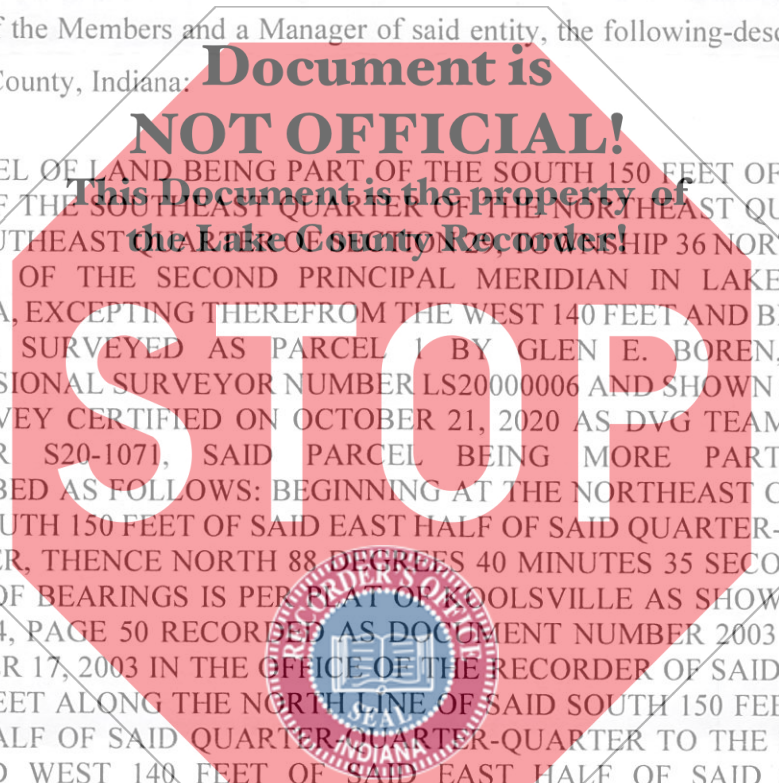 f the Members and a Manager of said entity, the following-desc
County, Indiana:
Document is
NOT OFFICIAL!
This Document is the property of
the Lake County Recorder!
EL OF LAND BEING PART OF THE SOUTH 150 FEET OF
F THE SOUTHEAST QUARTER OF THE NORTHEAST QU
UTHEAST QUARTER OF SECTION 29, TOWNSHIP 36 NOR
OF THE SECOND PRINCIPAL MERIDIAN IN LAKE
A, EXCEPTING THEREFROM THE WEST 140 FEET AND B
SURVEYED AS PARCEL 1 BY GLEN E. BOREN,
SIONAL SURVEYOR NUMBER LS20000006 AND SHOWN
VEY CERTIFIED ON OCTOBER 21, 2020 AS DVG TEAM
R S20-1071, SAID PARCEL BEING MORE PART
BED AS FOLLOWS: BEGINNING AT THE NORTHEAST C
UTH 150 FEET OF SAID EAST HALF OF SAID QUARTER-
ER, THENCE NORTH 88 DEGREES 40 MINUTES 35 SECO
OF BEARINGS IS PER PLAT OF KOOLSVILLE AS SHOW
4, PAGE 50 RECORDED AS DOCUMENT NUMBER 2003
R 17, 2003 IN THE OFFICE OF THE RECORDER OF SAID
EET ALONG THE NORTH LINE OF SAID SOUTH 150 FEE
ALF OF SAID QUARTER-QUARTER-QUARTER TO THE
D WEST 140 FEET OF SAID EAST HALF OF SAID
STOP
RECORDER'S OFFICE
SEAL
INDIANA